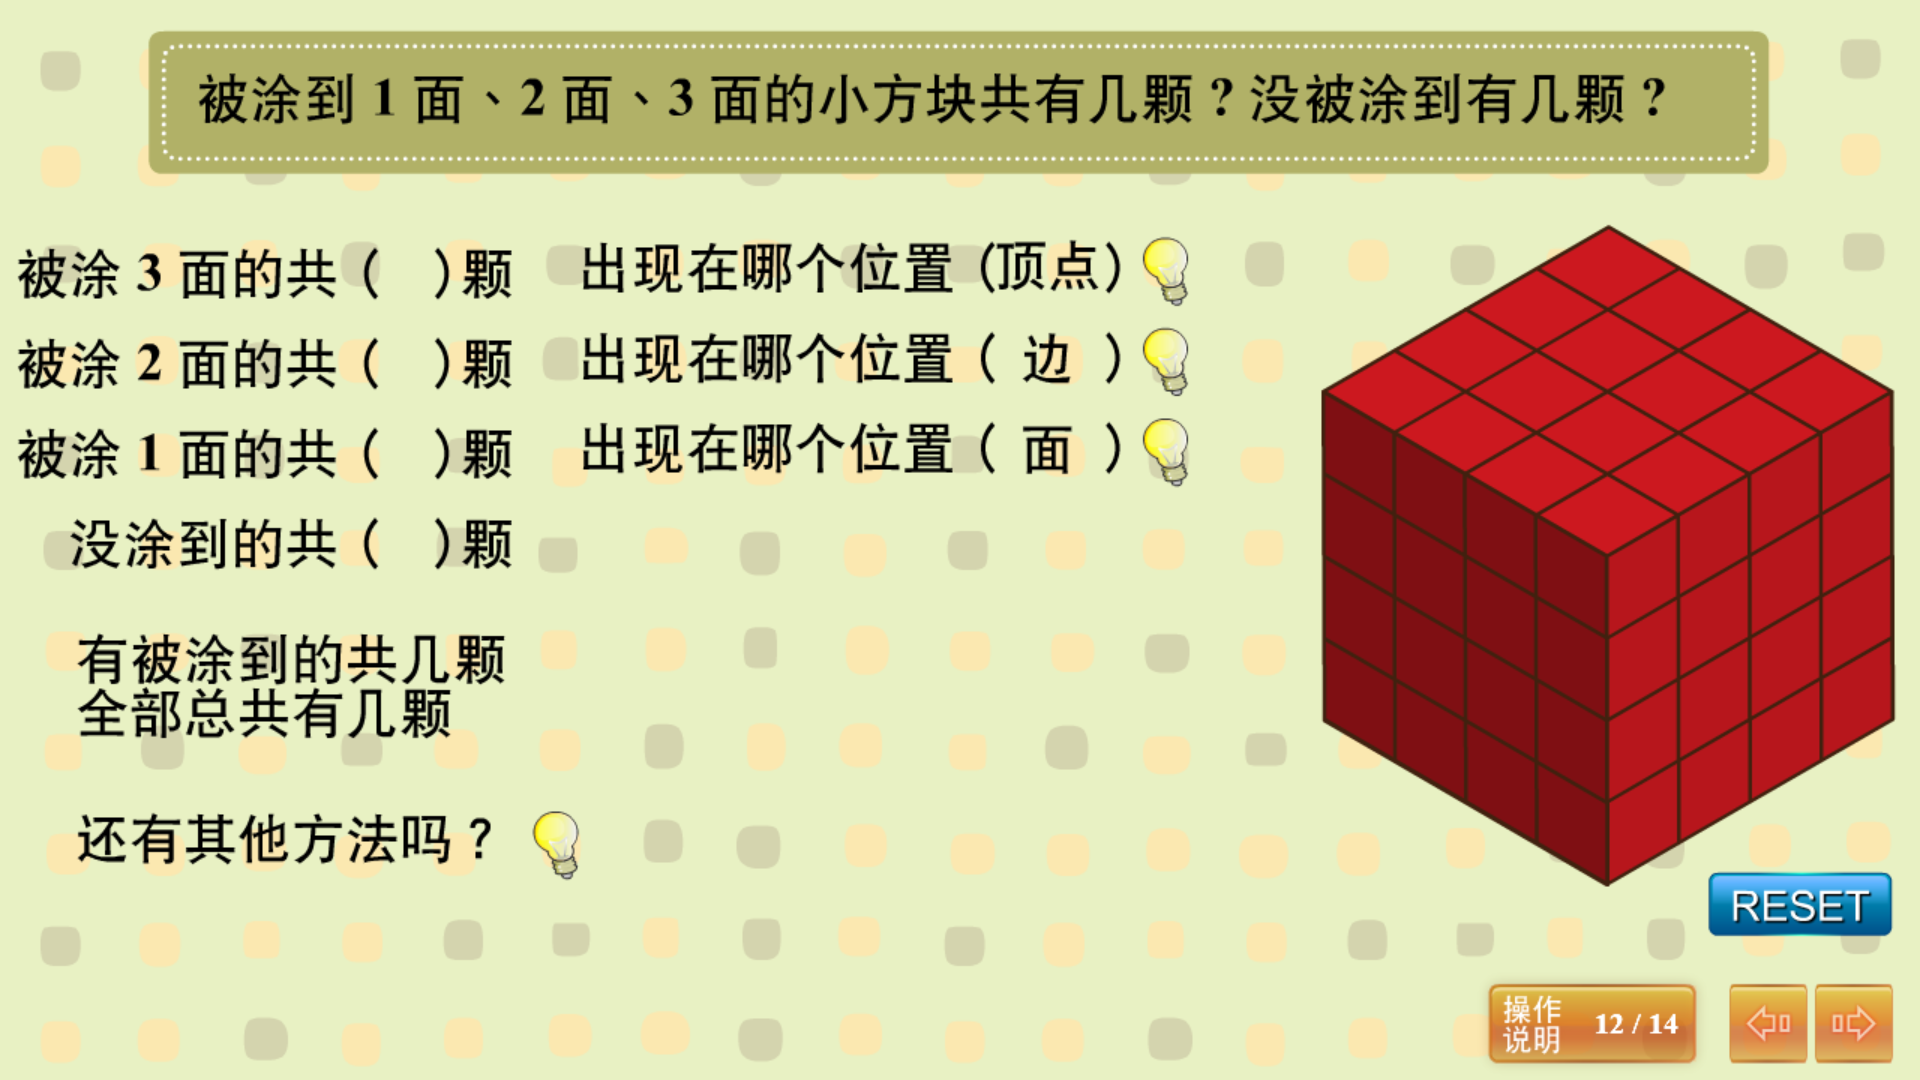 被涂到 1 面、2 面、3 面的小方块共有几颗？没被涂到有几颗？
被涂 3 面的共（　）颗　出现在哪个位置（顶点）
被涂 2 面的共（　）颗　出现在哪个位置（ 边 ）
被涂 1 面的共（　）颗　出现在哪个位置（ 面 ）
没涂到的共（　）颗
有被涂到的共几颗
全部总共有几颗
还有其他方法吗？
RESET
操作
说明
12 / 14